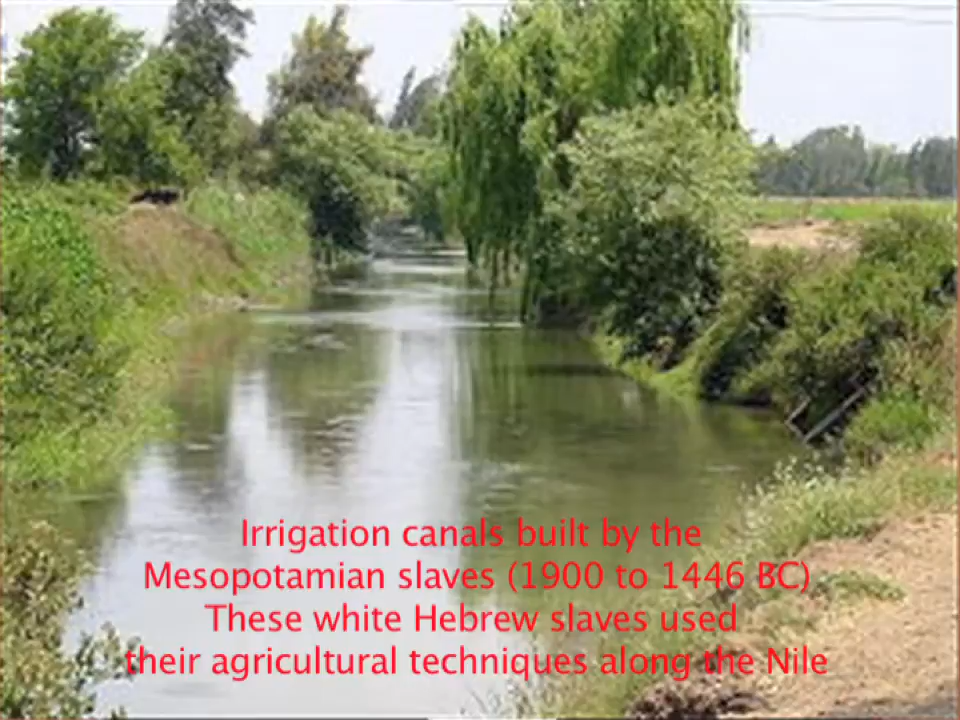 Irrigation canals built by the
Mesopotamian slaves (1900 to 1446 BC)
These white Hebrew slaves used
their agricultural techniques along the Nile